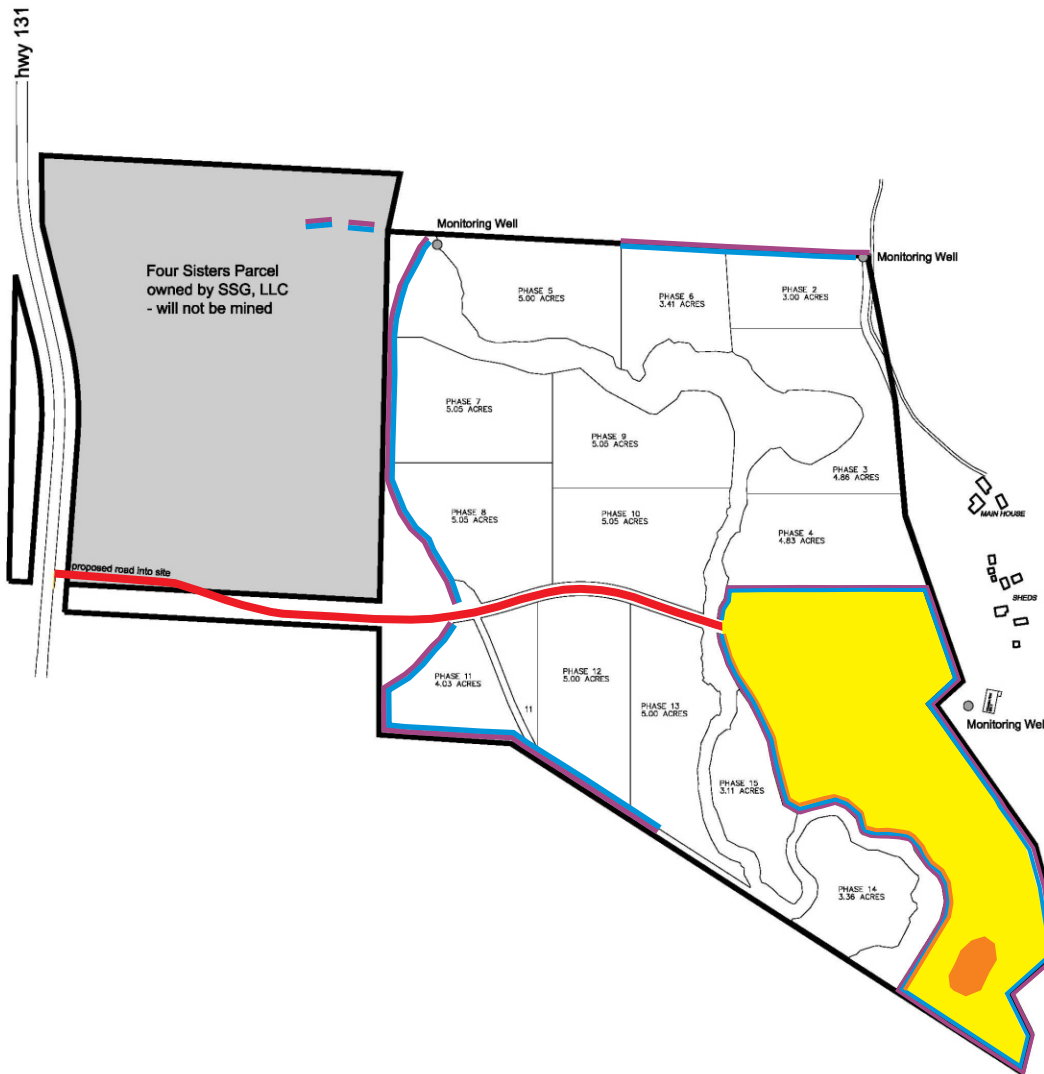 hwy 131
Monitoring Well
Monitoring Well
Four Sisters Parcel
owned by SSG, LLC
- will not be mined
PHASE 5
5.00 ACRES
PHASE 6
3.41 ACRES
PHASE 2
3.00 ACRES
PHASE 7
5.05 ACRES
PHASE 9
5.05 ACRES
PHASE 3
4.86 ACRES
PHASE 8
5.05 ACRES
PHASE 10
5.05 ACRES
PHASE 4
4.83 ACRES
MAIN HOUSE
proposed road into site
SHEDS
PHASE 11
4.03 ACRES
PHASE 12
5.00 ACRES
PHASE 13
5.00 ACRES
11
Monitoring Well
PHASE 15
3.11 ACRES
PHASE 14
3.36 ACRES